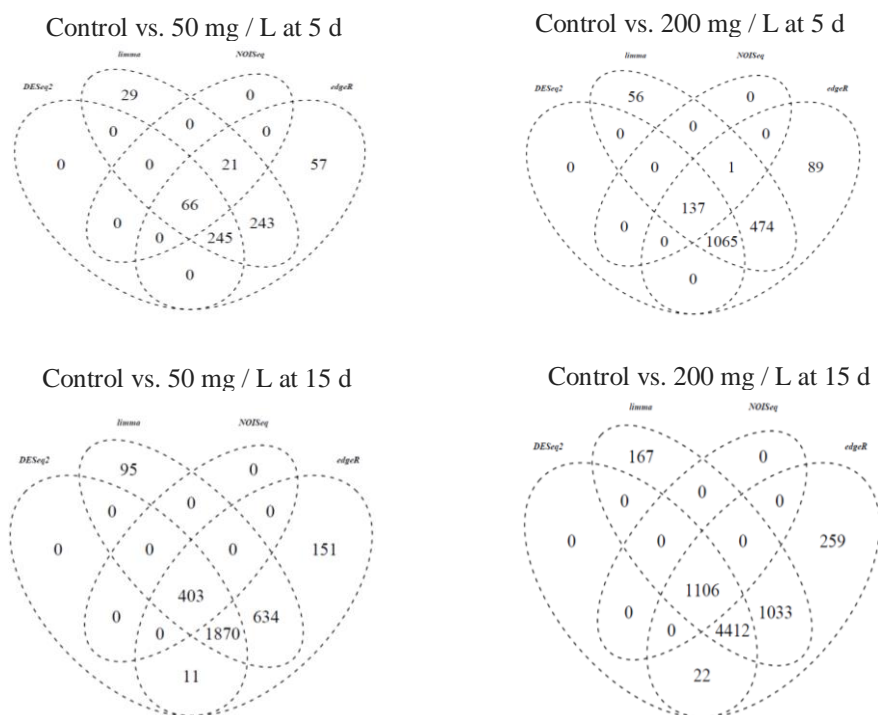 Control vs. 50 mg / L at 5 d
limma NOISeq
DESeq2 edgeR
29 0
0 0 0
0 0 21 57
66
0 0 245 243
0
Control vs. 200 mg / L at 5 d
limma NOISeq
DESeq2 edgeR
56 0
0 0 0
0 0 1 89
137
0 0 1065 474
0
Control vs. 50 mg / L at 15 d
limma NOISeq
DESeq2 edgeR
95 0
0 0 0
0 0 0 151
403
0 0 1870 634
11
Control vs. 200 mg / L at 15 d
limma NOISeq
DESeq2 edgeR
167 0
0 0 0
0 0 0 259
1106
0 0 4412 1033
22